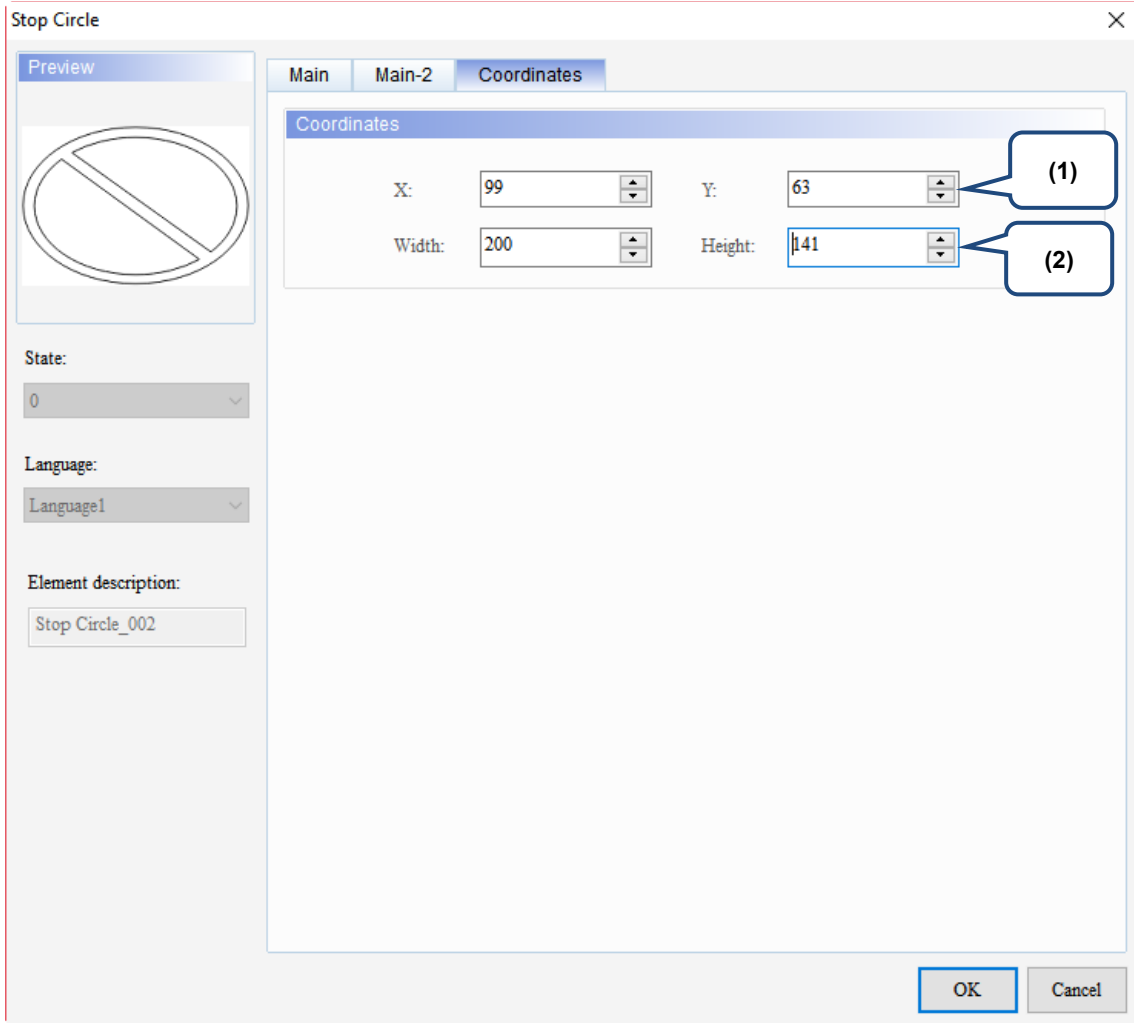 Stop Circle
Preview
Main Main-2 Coordinates
Coordinates
X: 99 Y: 63 (1)
Width: 200 Height: 141 (2)
State:
0
Language:
Language1
Element description:
Stop Circle_002
OK Cancel